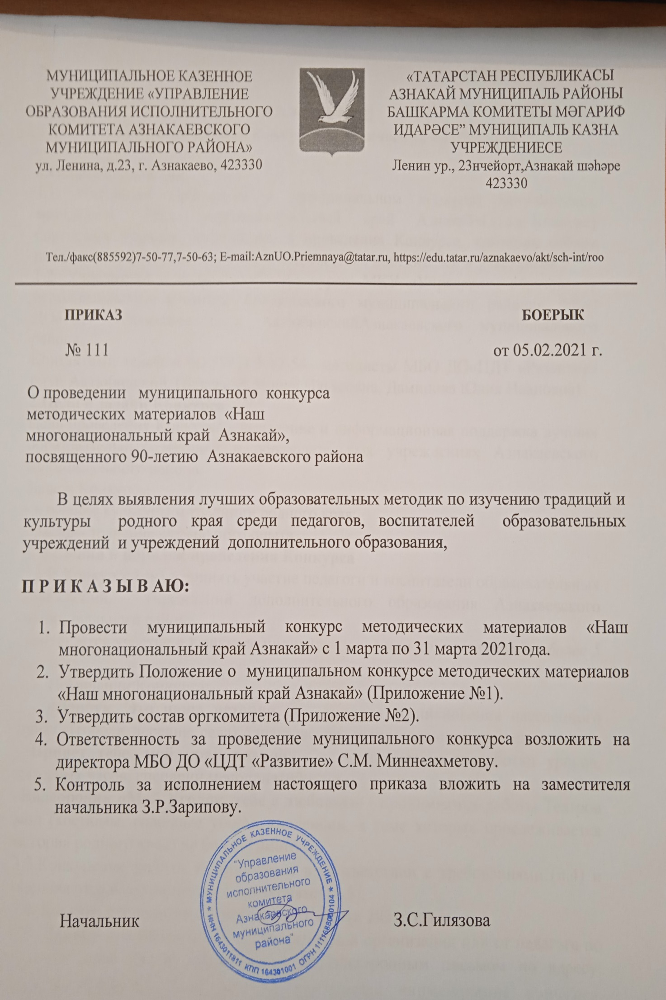 МУНИЦИПАЛЬНОЕ КАЗЕННОЕ
УЧРЕЖДЕНИЕ «УПРАВЛЕНИЕ
ОБРАЗОВАНИЯ ИСПОЛНИТЕЛЬНОГО
КОМИТЕТА АЗНАКАЕВСКОГО
МУНИЦИПАЛЬНОГО РАЙОНА»
ул. Ленина, д.23, г. Азнакаево, 423330
«ТАТАРСТАН РЕСПУБЛИКАСЫ
АЗНАКАЙ МУНИЦИПАЛЬ РАЙОНЫ
БАШКАРМА КОМИТЕТЫ МӘГАРИФ
ИДАРӘСЕ” МУНИЦИПАЛЬ КАЗНА
УЧРЕЖДЕНИЕСЕ
Ленин ур., 23нчейорт,Азнакай шәһәре
423330
Тел./факс(885592)7-50-77,7-50-63; E-mail:AznUO.Priemnaya@tatar.ru, https://edu.tatar.ru/aznakaevo/akt/sch-int/roo
ПРИКАЗ БОЕРЫК
№ 111 от 05.02.2021 г.
О проведении муниципального конкурса
методических материалов «Наш
многонациональный край Азнакай»,
посвященного 90-летию Азнакаевского района
В целях выявления лучших образовательных методик по изучению традиций и
культуры родного края среди педагогов, воспитателей образовательных
учреждений и учреждений дополнительного образования,
П Р И К А З Ы В АЮ:
1. Провести муниципальный конкурс методических материалов «Наш
многонациональный край Азнакай» с 1 марта по 31 марта 2021года.
2. Утвердить Положение о муниципальном конкурсе методических материалов
«Наш многонациональный край Азнакай» (Приложение №1).
3. Утвердить состав оргкомитета (Приложение №2).
4. Ответственность за проведение муниципального конкурса возложить на
директора МБО ДО «ЦДТ «Развитие» С.М. Миннеахметову.
5. Контроль за исполнением настоящего приказа вложить на заместителя
начальника З.Р.Зарипову.
МУНИЦИПАЛЬНОЕ КАЗЕННОЕ УЧРЕЖДЕНИЕ
ИНН 1643011811 КПП 164301001 ОГРН 1111688000104
"Управление
образования
исполнительного
комитета
Азнакаевского
муниципального
района"
Начальник З.С.Гилязова